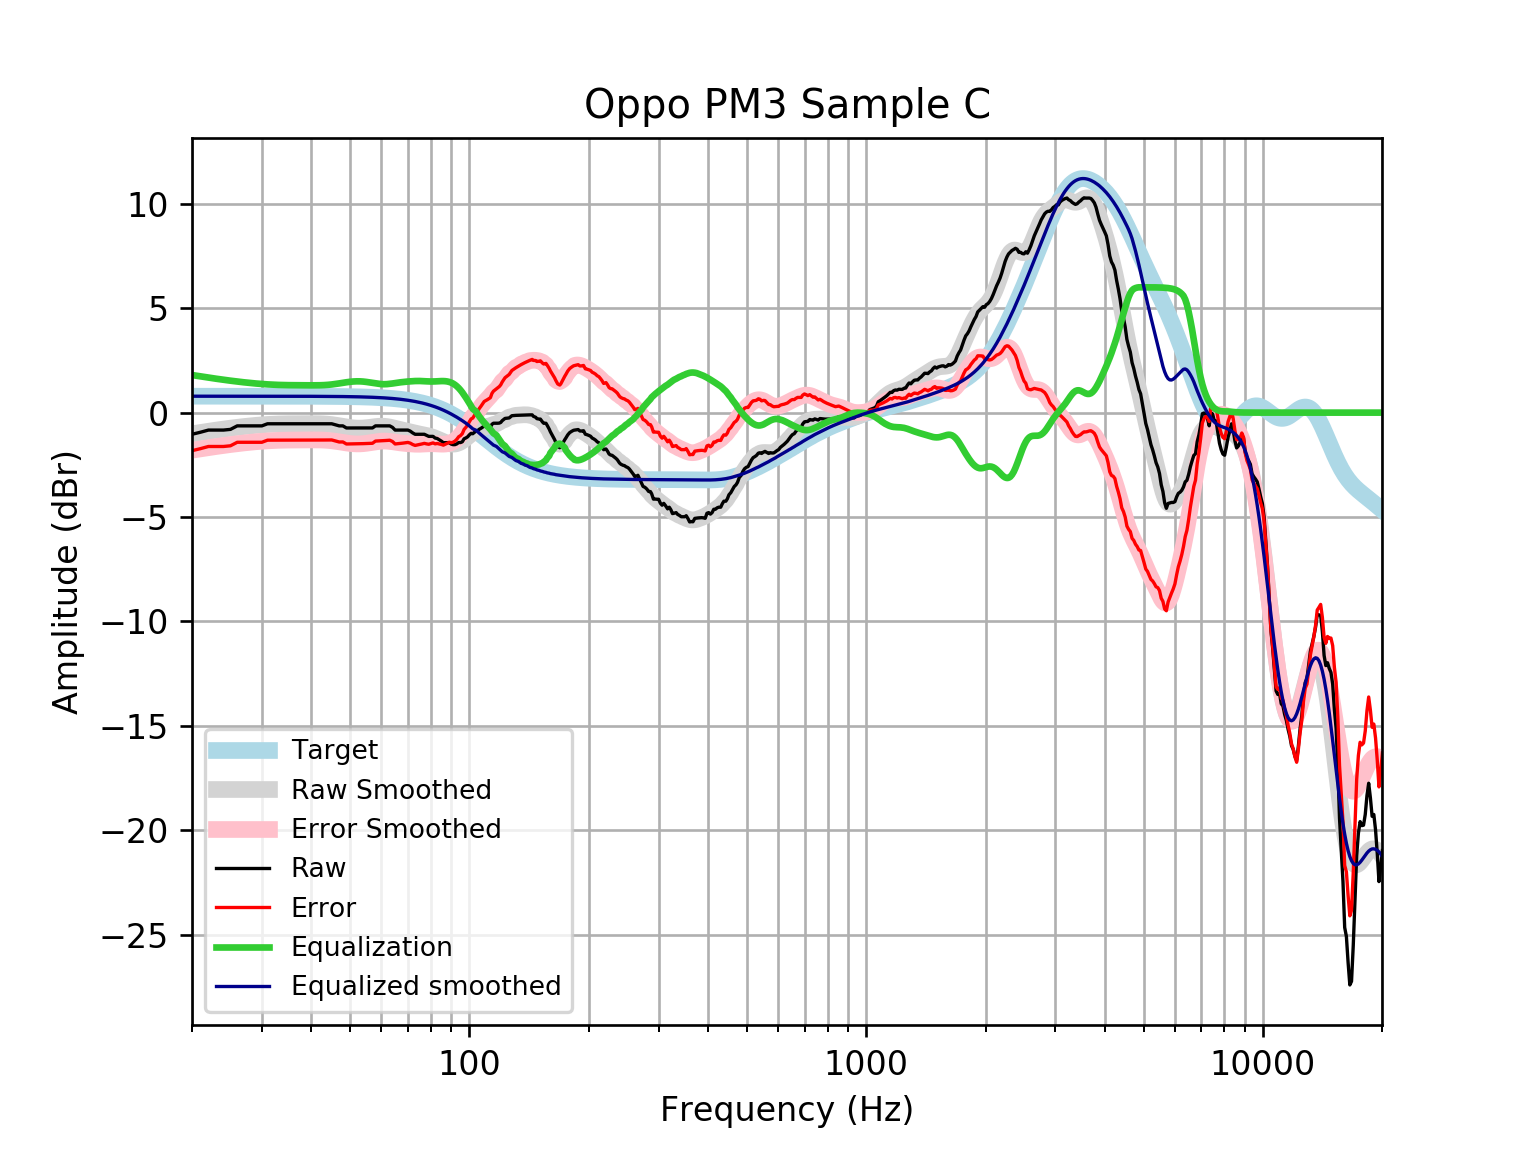 Oppo PM3 Sample C
10
5
0
−5
−10
−15
−20
−25
Amplitude (dBr)
Target
Raw Smoothed
Error Smoothed
Raw
Error
Equalization
Equalized smoothed
100
1000
10000
Frequency (Hz)